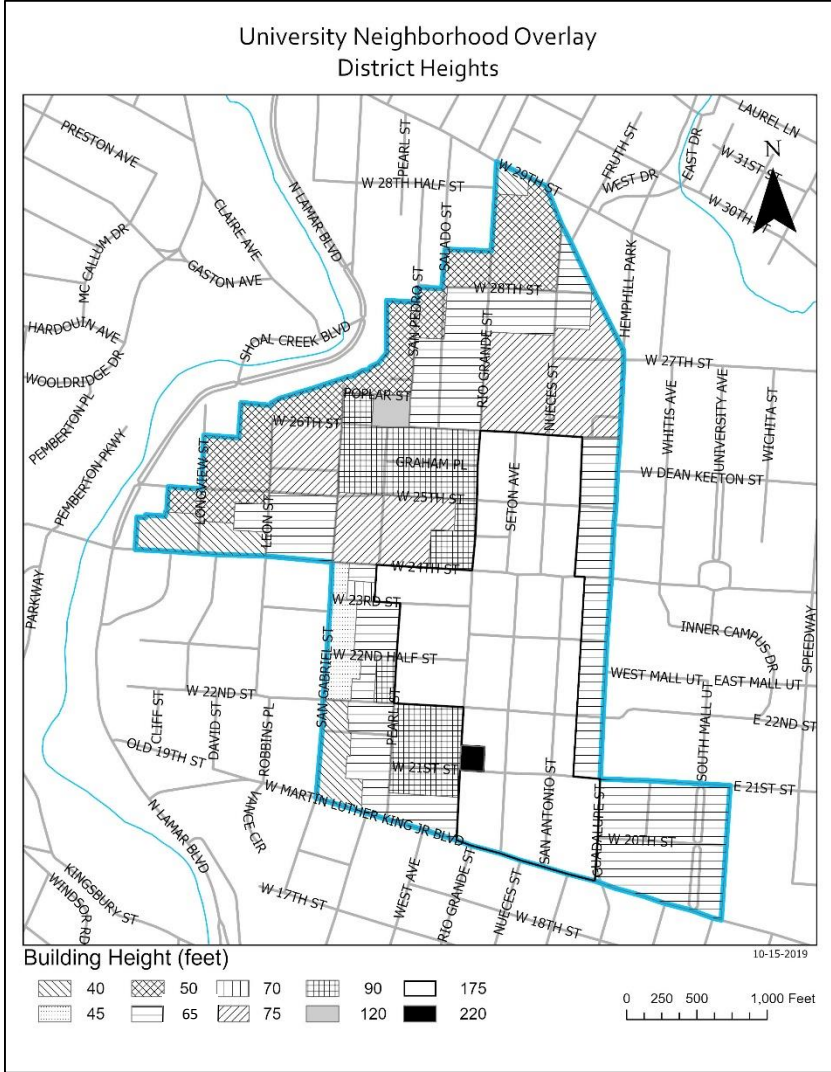 University Neighborhood Overlay
District Heights
LAUREL LN
PRESTON AVE
PEARL ST
FRUTH ST
EAST DR
W 31ST ST
N
W 29TH ST
WEST DR
W 28TH HALF ST
N LAMAR BLVD
CLAIRE AVE
W 30TH ST
SALADO ST
MC CALLUM DR
GASTON AVE
HEMPHILL PARK
W 28TH ST
SAN PEDRO ST
HARDOUIN AVE
SHOAL CREEK BLVD
RIO GRANDE ST
W 27TH ST
WOOLDRIDGE DR
NUECES ST
WHITIS AVE
UNIVERSITY AVE
WICHITA ST
PEMBERTON PL
POPLAR ST
W 26TH ST
PEMBERTON PKWY
LONGVIEW ST
GRAHAM PL
SETON AVE
W DEAN KEETON ST
W 25TH ST
LEON ST
W 24TH ST
PARKWAY
W 23RD ST
INNER CAMPUS DR
SPEEDWAY
SAN GABRIEL ST
W 22ND HALF ST
WEST MALL UT
EAST MALL UT
W 22ND ST
CLIFF ST
DAVID ST
ROBBINS PL
PEARL ST
SOUTH MALL UT
E 22ND ST
OLD 19TH ST
W 21ST ST
E 21ST ST
N LAMAR BLVD
VANCE CIR
W MARTIN LUTHER KING JR BLVD
SAN ANTONIO ST
GUADALUPE ST
W 20TH ST
KINGSBURY ST
WINDSOR RD
W 17TH ST
WEST AVE
RIO GRANDE ST
NUECES ST
W 18TH ST
10-15-2019
Building Height (feet)
40 50 70 90 175
45 65 75 120 220
0 250 500 1,000 Feet